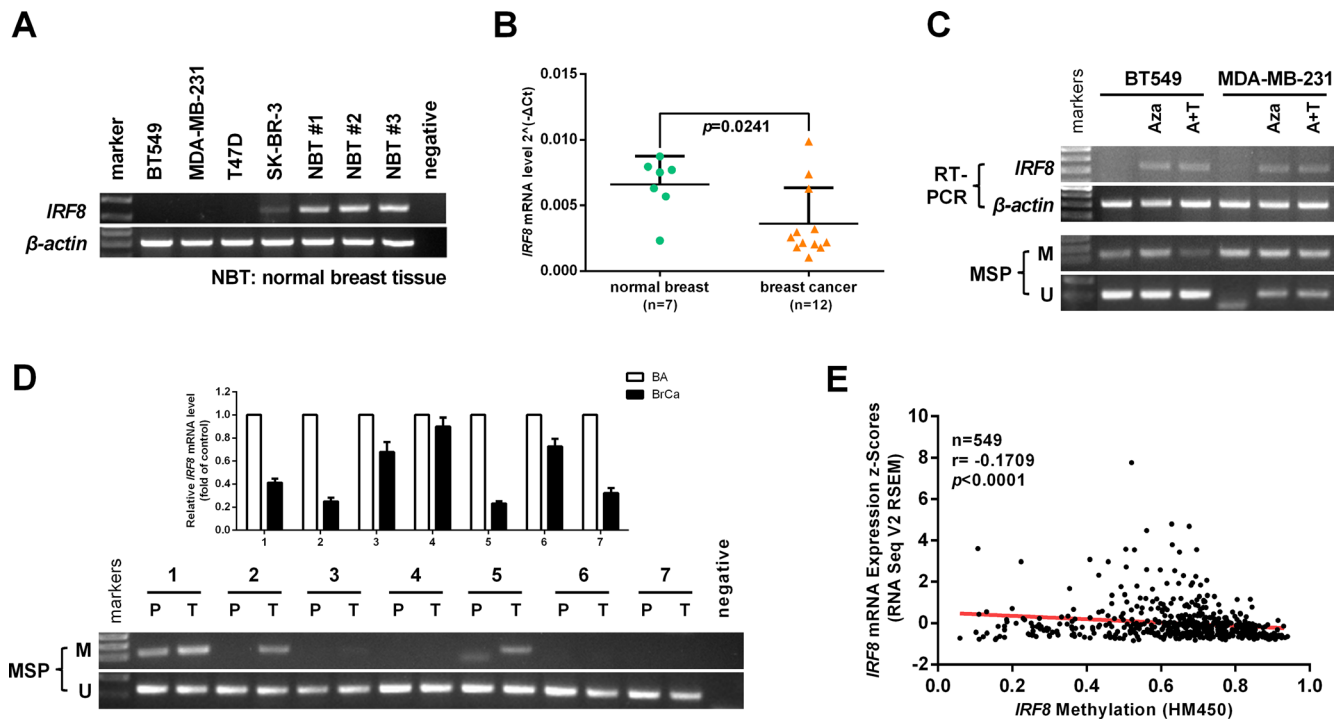 A
marker
BT549
MDA-MB-231
T47D
SK-BR-3
NBT #1
NBT #2
NBT #3
negative
IRF8
β-actin
NBT: normal breast tissue
B
IRF8 mRNA level 2^(-ΔCt)
0.015
0.010
0.005
0.000
p=0.0241
normal breast
(n=7)
breast cancer
(n=12)
C
markers
BT549
MDA-MB-231
Aza
A+T
Aza
A+T
RT-
PCR
IRF8
β-actin
MSP
M
U
D
Relative IRF8 mRNA level
(fold of control)
1.2
1.0
0.8
0.6
0.4
0.2
0.0
BA
BrCa
1 2 3 4 5 6 7
markers
1 2 3 4 5 6 7
negative
P T P T P T P T P T P T P T
MSP
M
U
E
IRF8 mRNA Expression z-Scores
(RNA Seq V2 RSEM)
10
8
6
4
2
0
-2
n=549
r= -0.1709
p<0.0001
0.0 0.2 0.4 0.6 0.8 1.0
IRF8 Methylation (HM450)